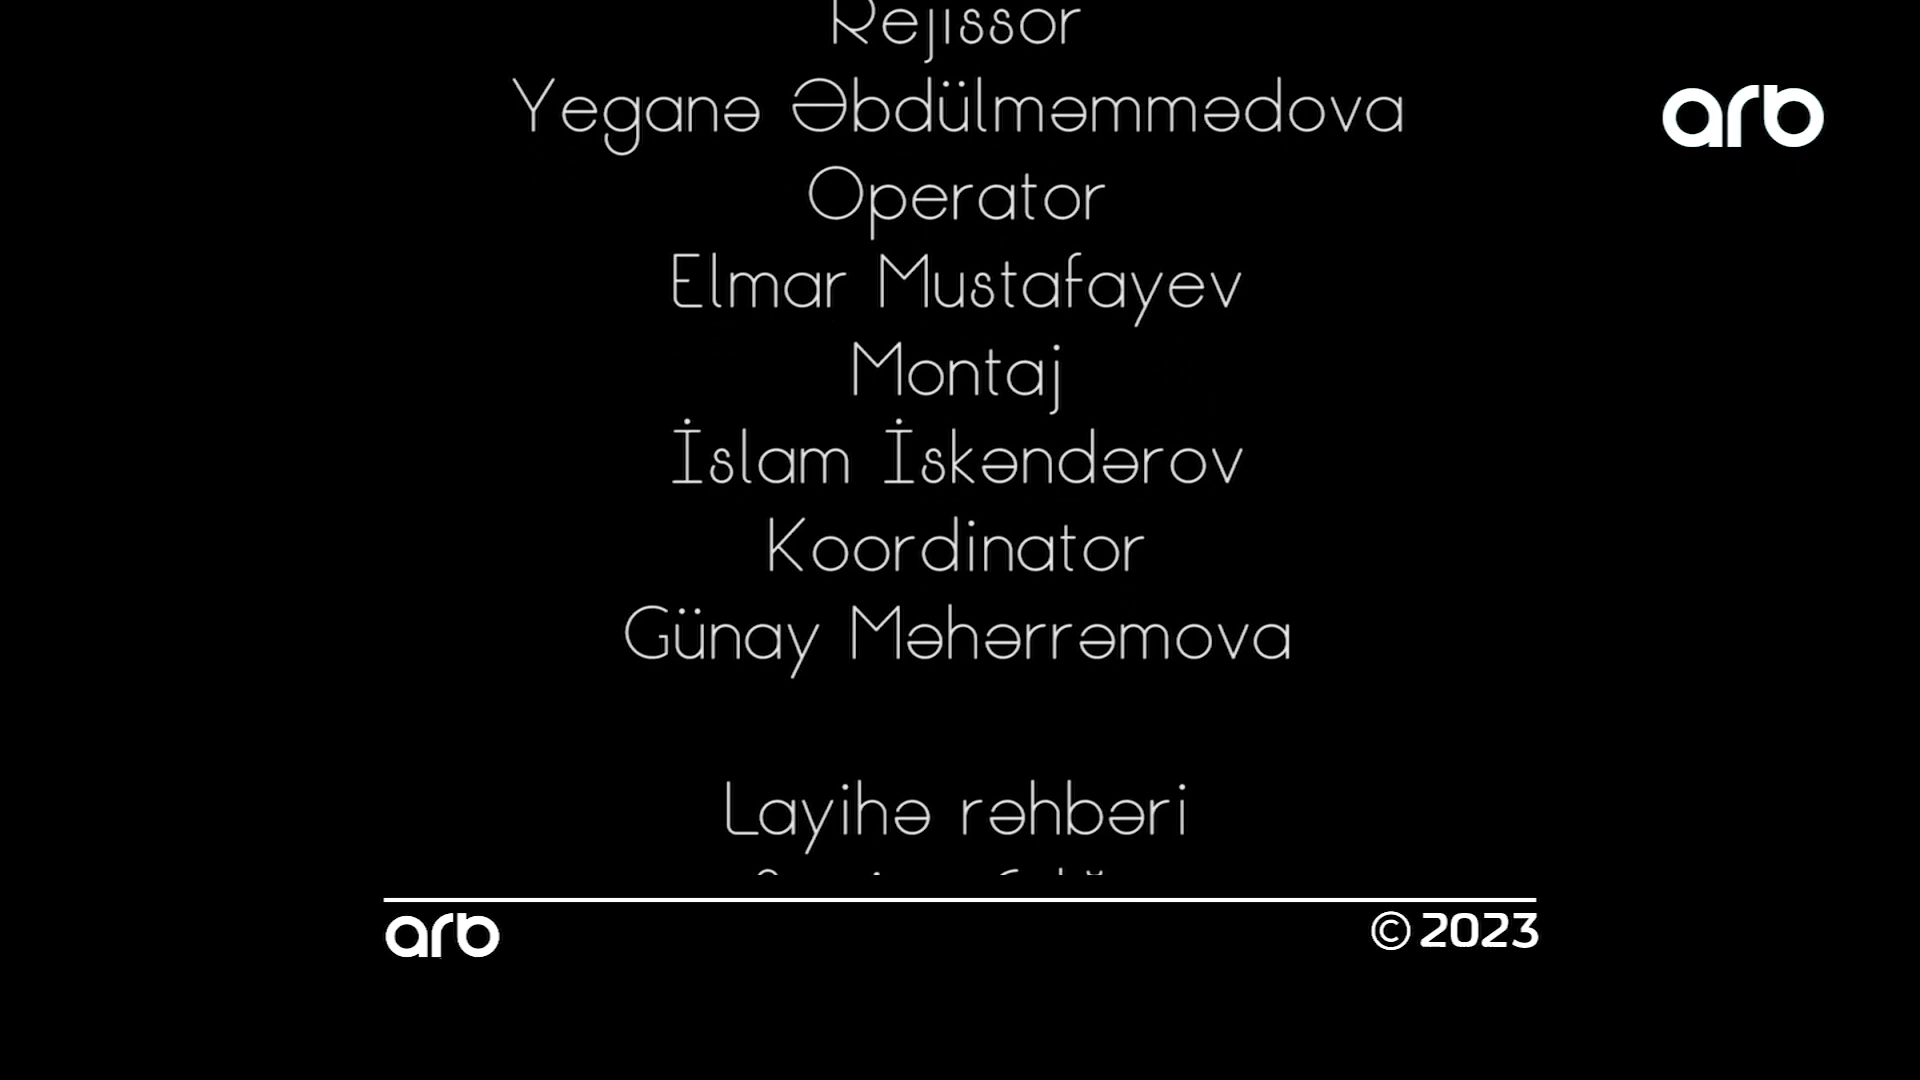 Rejissor
Yeganə Əbdülməmmədova
arb
Operator
Elmar Mustafayev
Montaj
İslam İskəndərov
Koordinator
Günay Məhərrəmova
Layihə rəhbəri
arb
© 2023